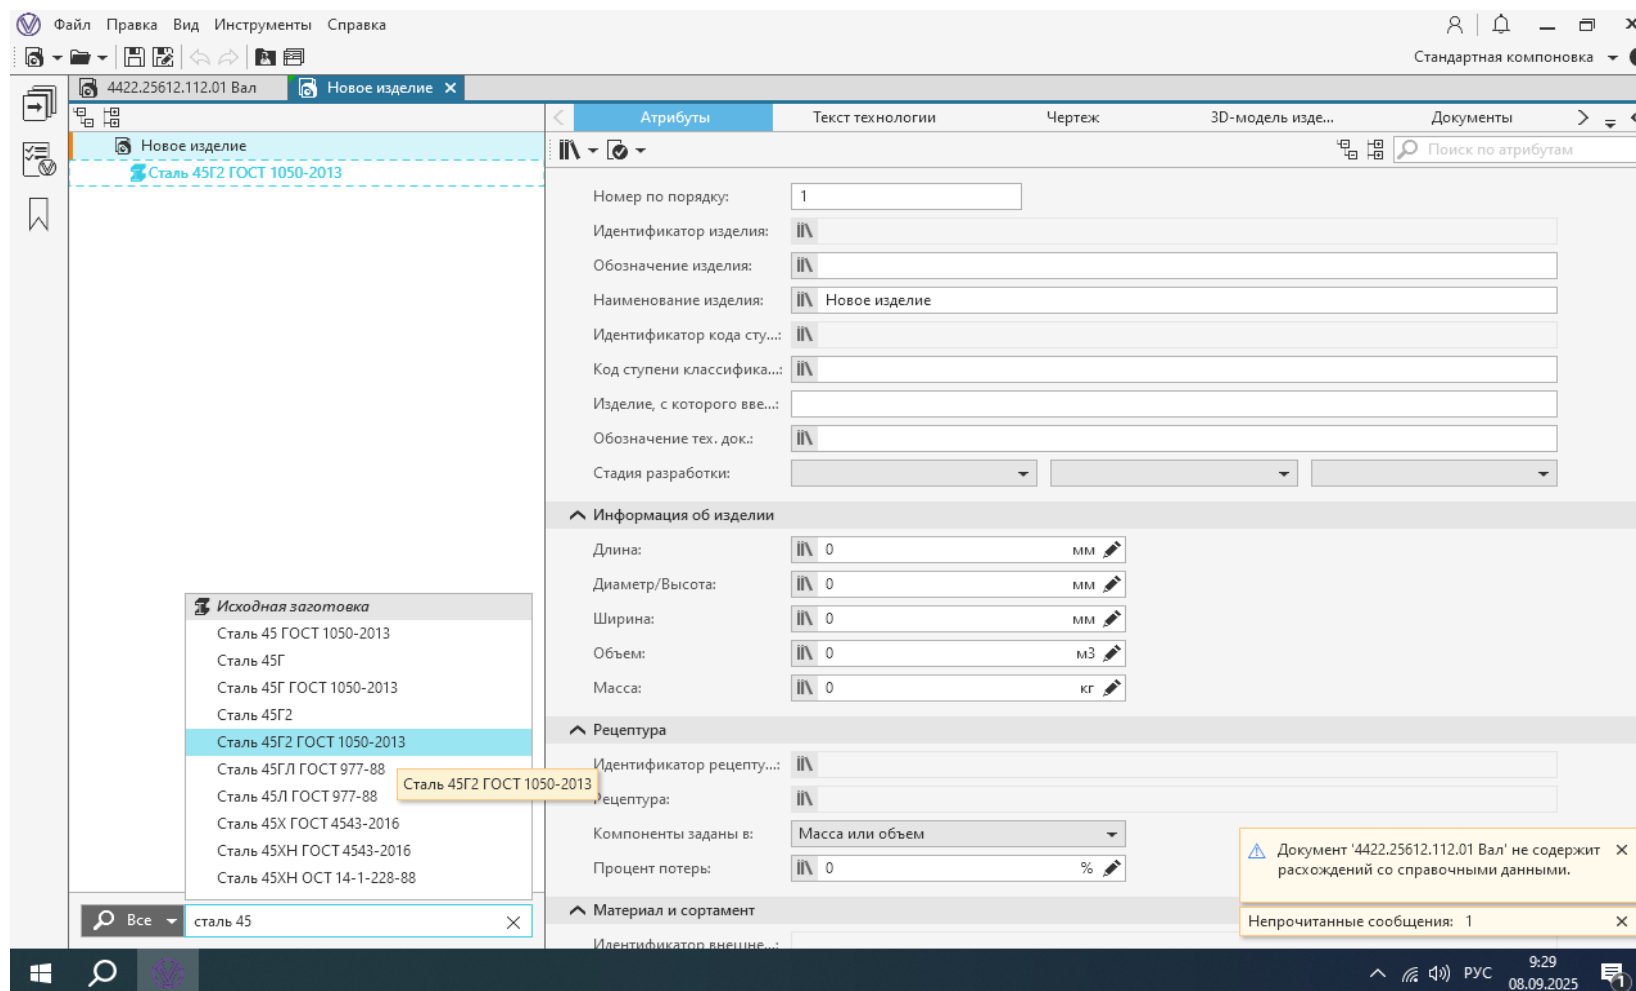 Файл Правка Вид Инструменты Справка
Стандартная компоновка
4422.25612.112.01 Вал
Новое изделие
Новое изделие
Сталь 45Г2 ГОСТ 1050-2013
Атрибуты
Текст технологии
Чертеж
3D-модель изде...
Документы
Поиск по атрибутам
Номер по порядку: 1
Идентификатор изделия:
Обозначение изделия:
Наименование изделия: Новое изделие
Идентификатор кода сту...:
Код ступени классифика...:
Изделие, с которого вве...:
Обозначение тех. док.:
Стадия разработки:
Информация об изделии
Длина: 0 мм
Диаметр/Высота: 0 мм
Ширина: 0 мм
Объем: 0 м3
Масса: 0 кг
Рецептура
Идентификатор рецепту...:
Рецептура:
Компоненты заданы в: Масса или объем
Процент потерь: 0 %
Материал и сортамент
Идентификатор внешне...:
Исходная заготовка
Сталь 45 ГОСТ 1050-2013
Сталь 45Г
Сталь 45Г ГОСТ 1050-2013
Сталь 45Г2
Сталь 45Г2 ГОСТ 1050-2013
Сталь 45ГЛ ГОСТ 977-88
Сталь 45Г2 ГОСТ 1050-2013
Сталь 45Л ГОСТ 977-88
Сталь 45Х ГОСТ 4543-2016
Сталь 45ХН ГОСТ 4543-2016
Сталь 45ХН ОСТ 14-1-228-88
Все
сталь 45
Документ '4422.25612.112.01 Вал' не содержит
расхождений со справочными данными.
Непрочитанные сообщения: 1
РУС
9:29
08.09.2025
1